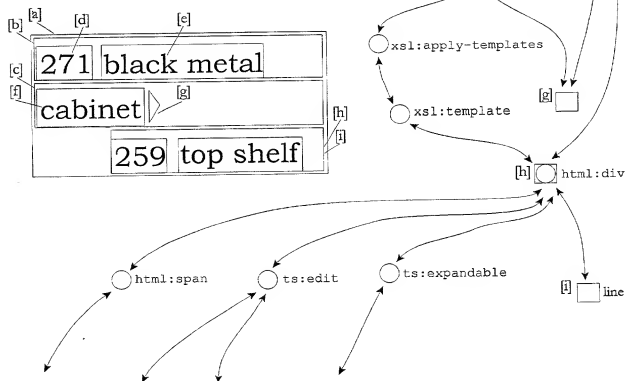 [a]
[b] [d] [e]
271 black metal
[c]
[f] cabinet [g]
[h]
[i]
259 top shelf
xsl:apply-templates
[g]
xsl:template
[h] html:div
html:span ts:edit ts:expandable
[i] line